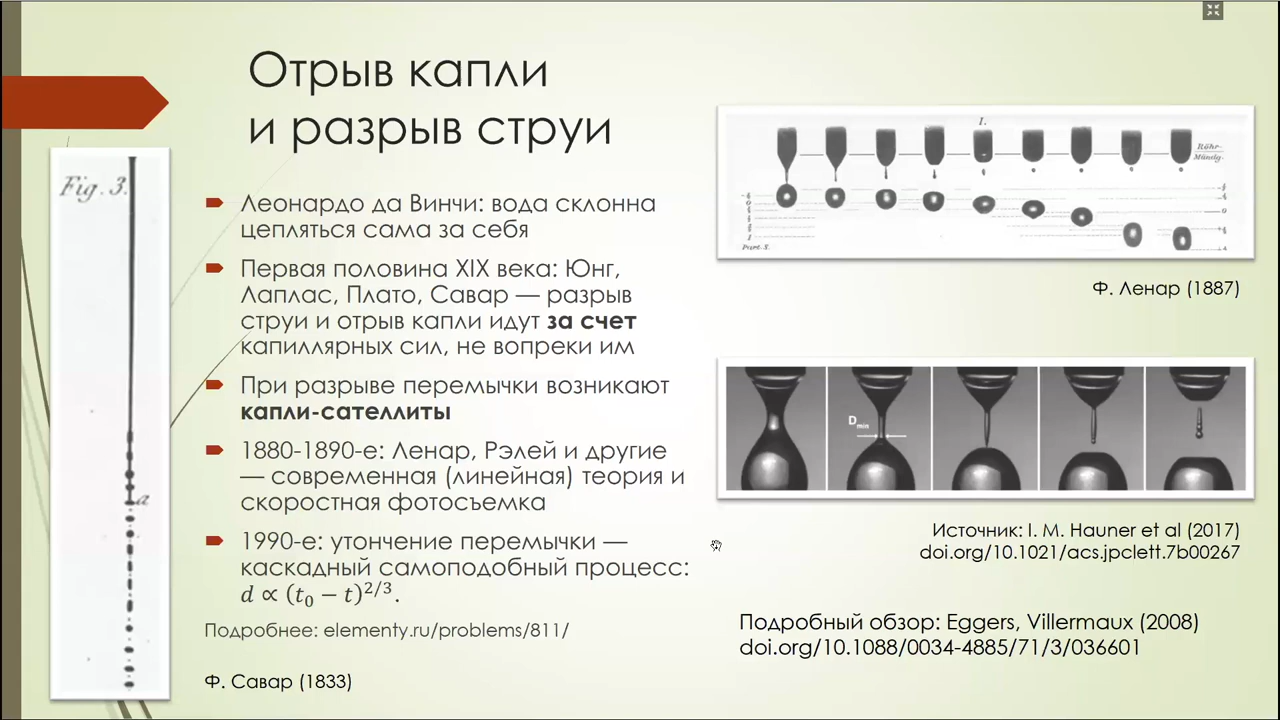 Отрыв капли
и разрыв струи
Fig. 3.
a
Леонардо да Винчи: вода склонна
цепляться сама за себя
Первая половина XIX века: Юнг,
Лаплас, Плато, Савар — разрыв
струи и отрыв капли идут за счет
капиллярных сил, не вопреки им
При разрыве перемычки возникают
капли-сателлиты
1880-1890-е: Ленар, Рэлей и другие
— современная (линейная) теория и
скоростная фотосъемка
1990-е: утончение перемычки —
каскадный самоподобный процесс:
d ∝ (t₀ − t)^2/3.
Подробнее: elementy.ru/problems/811/
Ф. Савар (1833)
I.
Röhr-
Mündg.
Ф. Ленар (1887)
Dmin
Источник: I. M. Hauner et al (2017)
doi.org/10.1021/acs.jpclett.7b00267
Подробный обзор: Eggers, Villermaux (2008)
doi.org/10.1088/0034-4885/71/3/036601